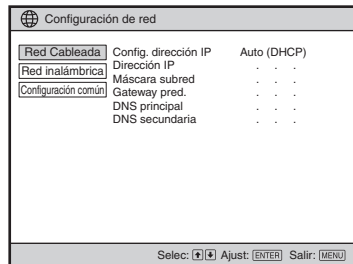 Configuración de red
Red Cableada
Red inalámbrica
Configuración común
Config. dirección IP Auto (DHCP)
Dirección IP . . .
Máscara subred . . .
Gateway pred. . . .
DNS principal . . .
DNS secundaria . . .
Selec: Ajust: ENTER Salir: MENU